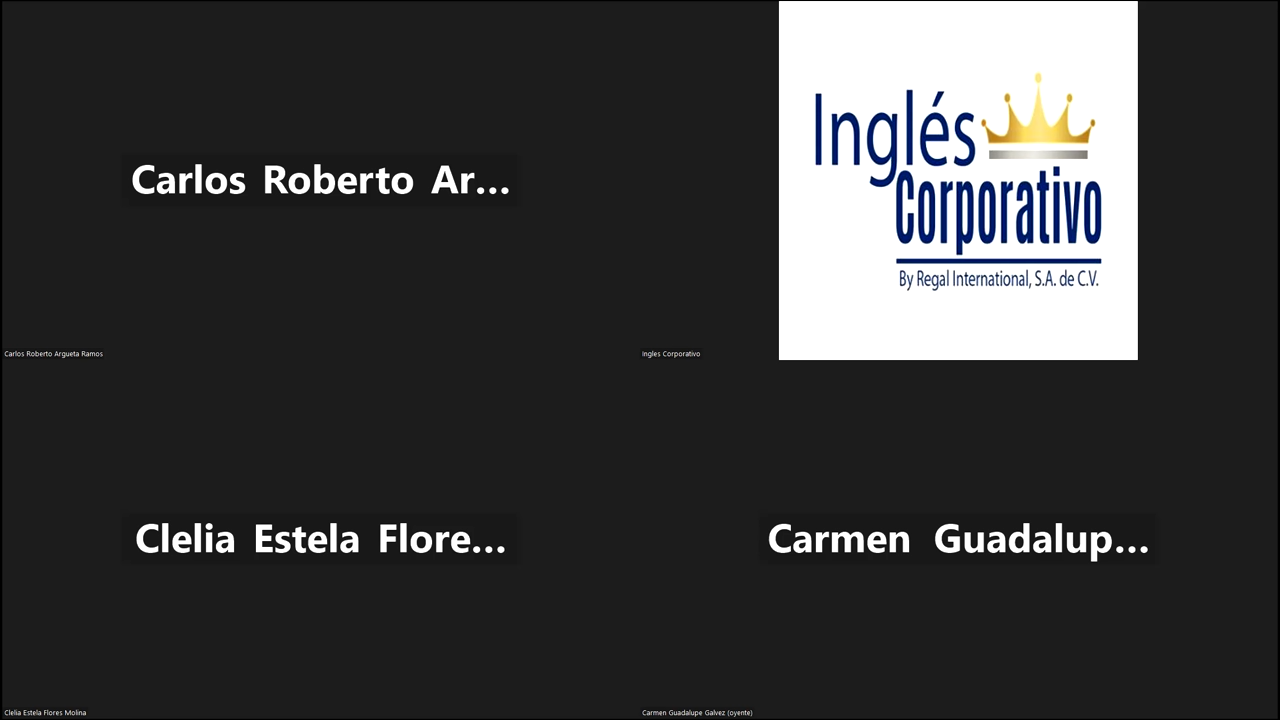 Carlos Roberto Ar...
Carlos Roberto Argueta Ramos
Inglés
Corporativo
By Regal International, S.A. de C.V.
Ingles Corporativo
Clelia Estela Flore...
Clelia Estela Flores Molina
Carmen Guadalup...
Carmen Guadalupe Galvez (oyente)